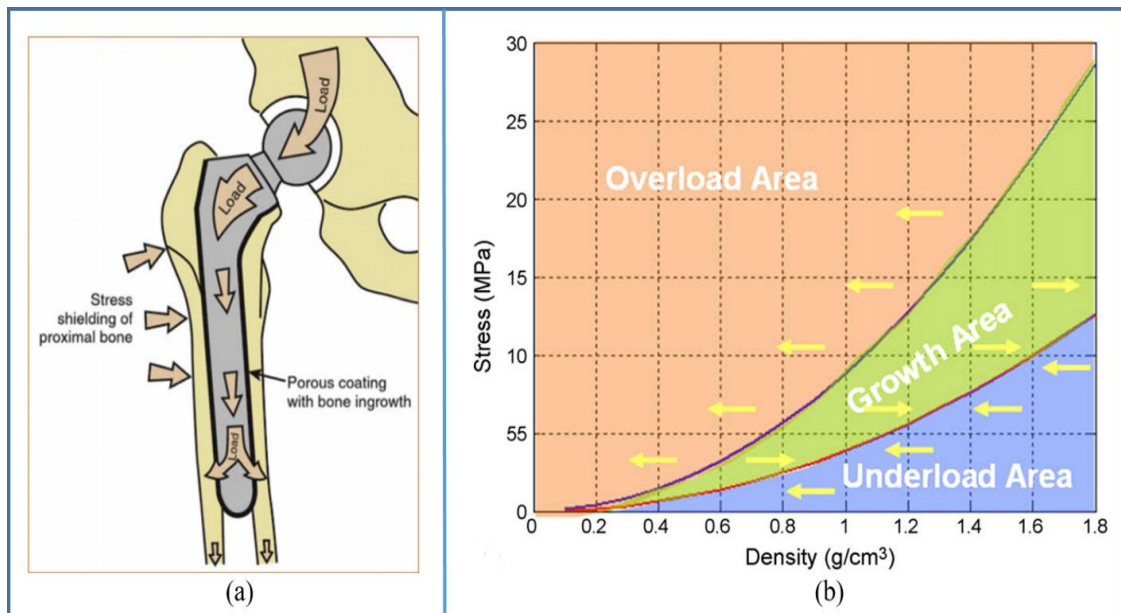 Load
Load
Stress
shielding of
proximal bone
Porous coating
with bone ingrowth
Load
(a)
30
25
20
15
10
55
0
Stress (MPa)
Overload Area
Growth Area
Underload Area
0 0.2 0.4 0.6 0.8 1 1.2 1.4 1.6 1.8
Density (g/cm³)
(b)